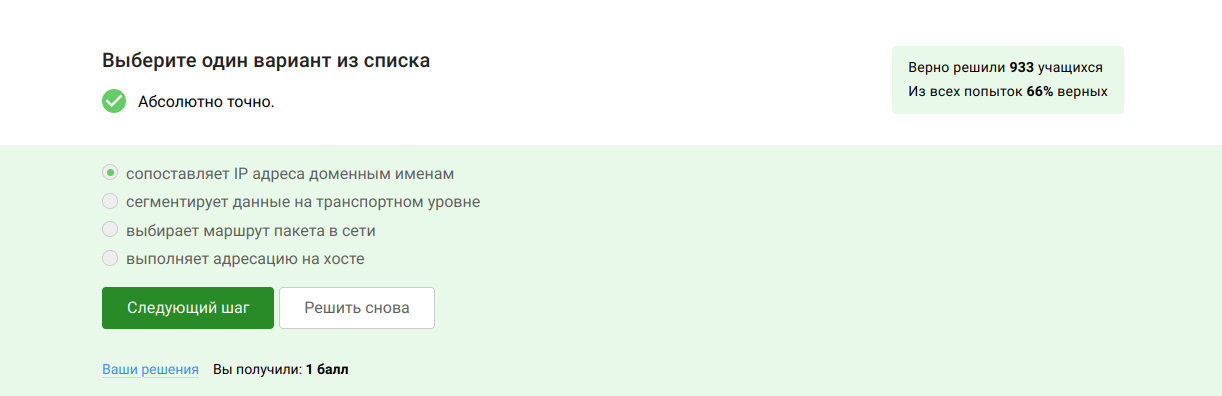 Выберите один вариант из списка
Абсолютно точно.
Верно решили 933 учащихся
Из всех попыток 66% верных
сопоставляет IP адреса доменным именам
сегментирует данные на транспортном уровне
выбирает маршрут пакета в сети
выполняет адресацию на хосте
Следующий шаг
Решить снова
Ваши решения Вы получили: 1 балл